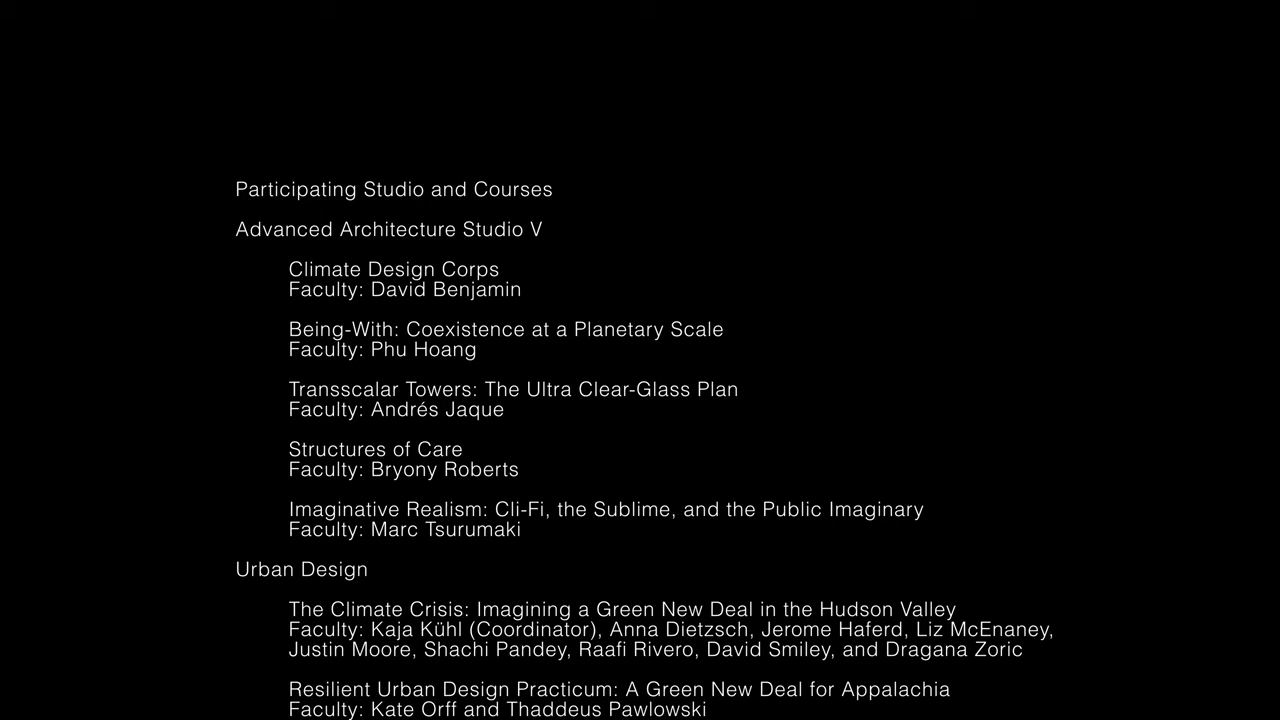 Participating Studio and Courses
Advanced Architecture Studio V
Climate Design Corps
Faculty: David Benjamin
Being-With: Coexistence at a Planetary Scale
Faculty: Phu Hoang
Transscalar Towers: The Ultra Clear-Glass Plan
Faculty: Andrés Jaque
Structures of Care
Faculty: Bryony Roberts
Imaginative Realism: Cli-Fi, the Sublime, and the Public Imaginary
Faculty: Marc Tsurumaki
Urban Design
The Climate Crisis: Imagining a Green New Deal in the Hudson Valley
Faculty: Kaja Kühl (Coordinator), Anna Dietzsch, Jerome Haferd, Liz McEnaney,
Justin Moore, Shachi Pandey, Raafi Rivero, David Smiley, and Dragana Zoric
Resilient Urban Design Practicum: A Green New Deal for Appalachia
Faculty: Kate Orff and Thaddeus Pawlowski